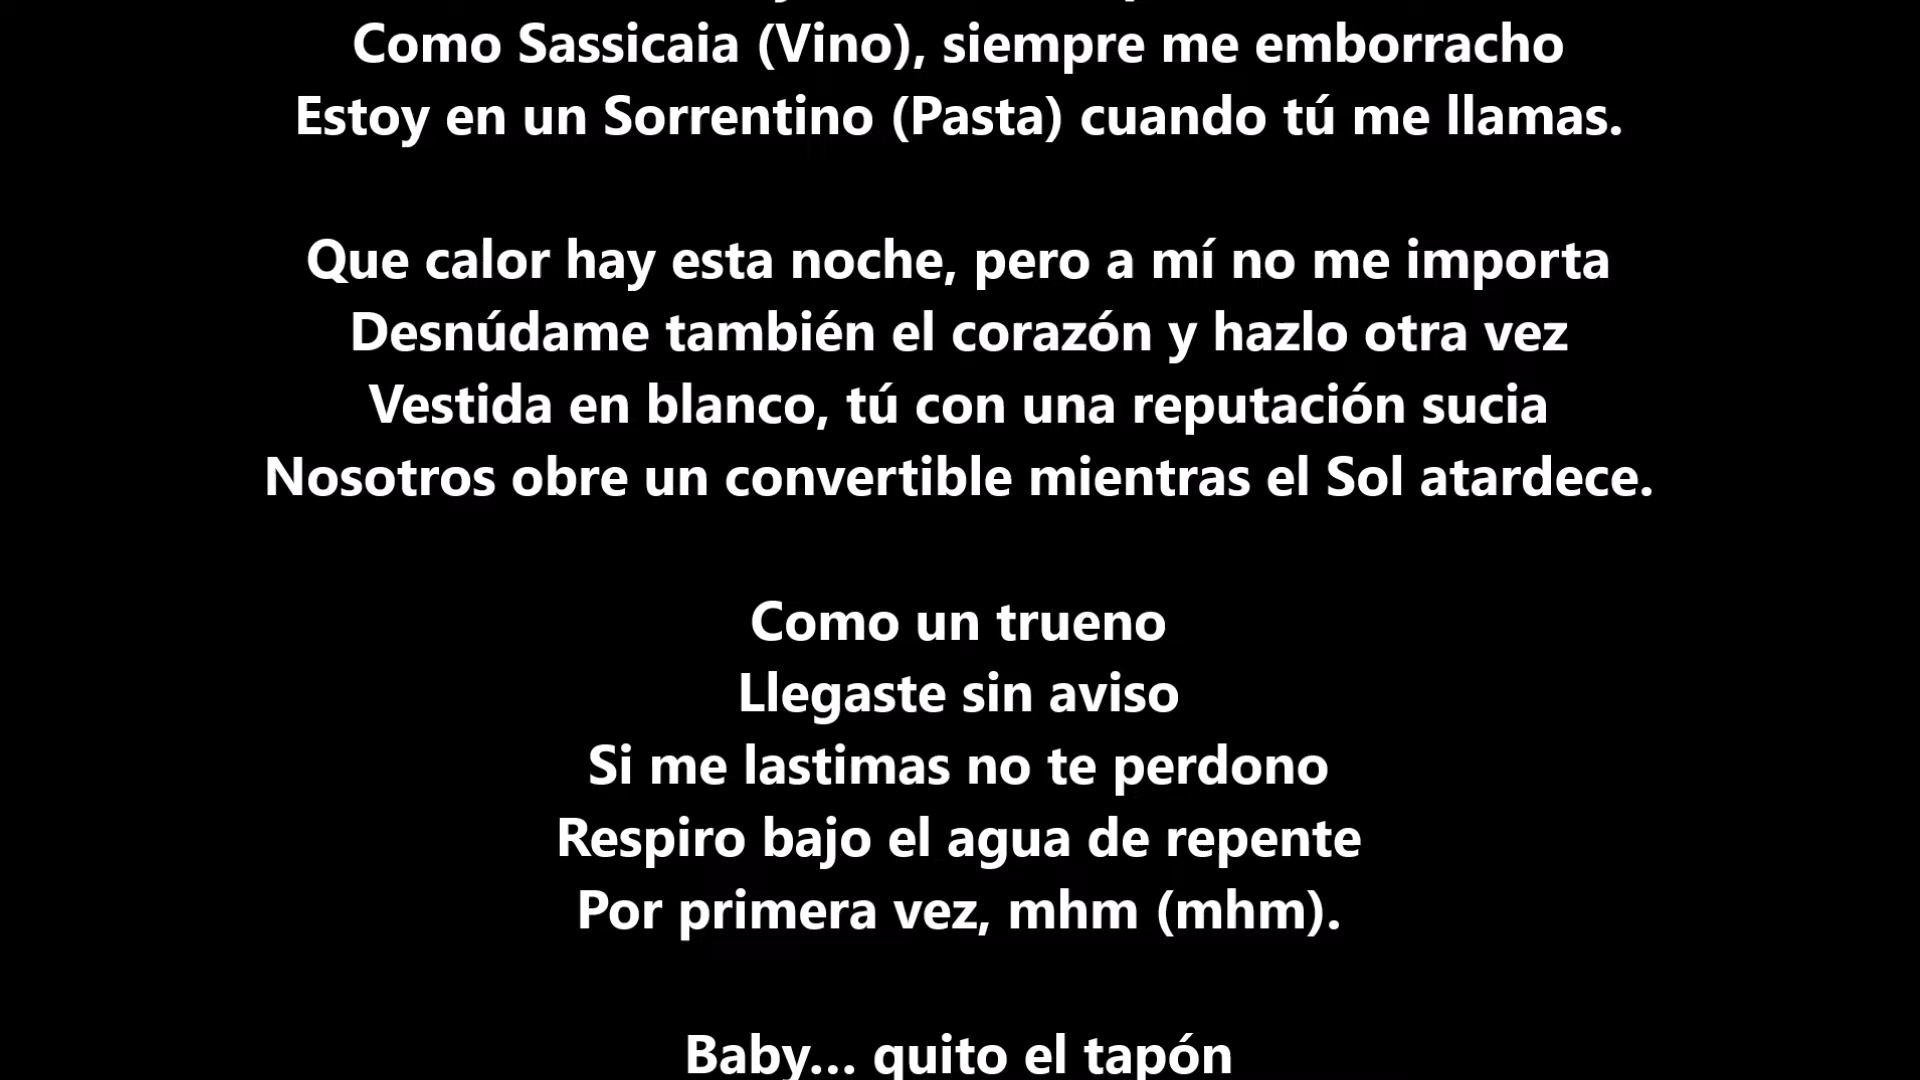 Como Sassicaia (Vino), siempre me emborracho
Estoy en un Sorrentino (Pasta) cuando tú me llamas.
Que calor hay esta noche, pero a mí no me importa
Desnúdame también el corazón y hazlo otra vez
Vestida en blanco, tú con una reputación sucia
Nosotros obre un convertible mientras el Sol atardece.
Como un trueno
Llegaste sin aviso
Si me lastimas no te perdono
Respiro bajo el agua de repente
Por primera vez, mhm (mhm).
Baby... quito el tapón